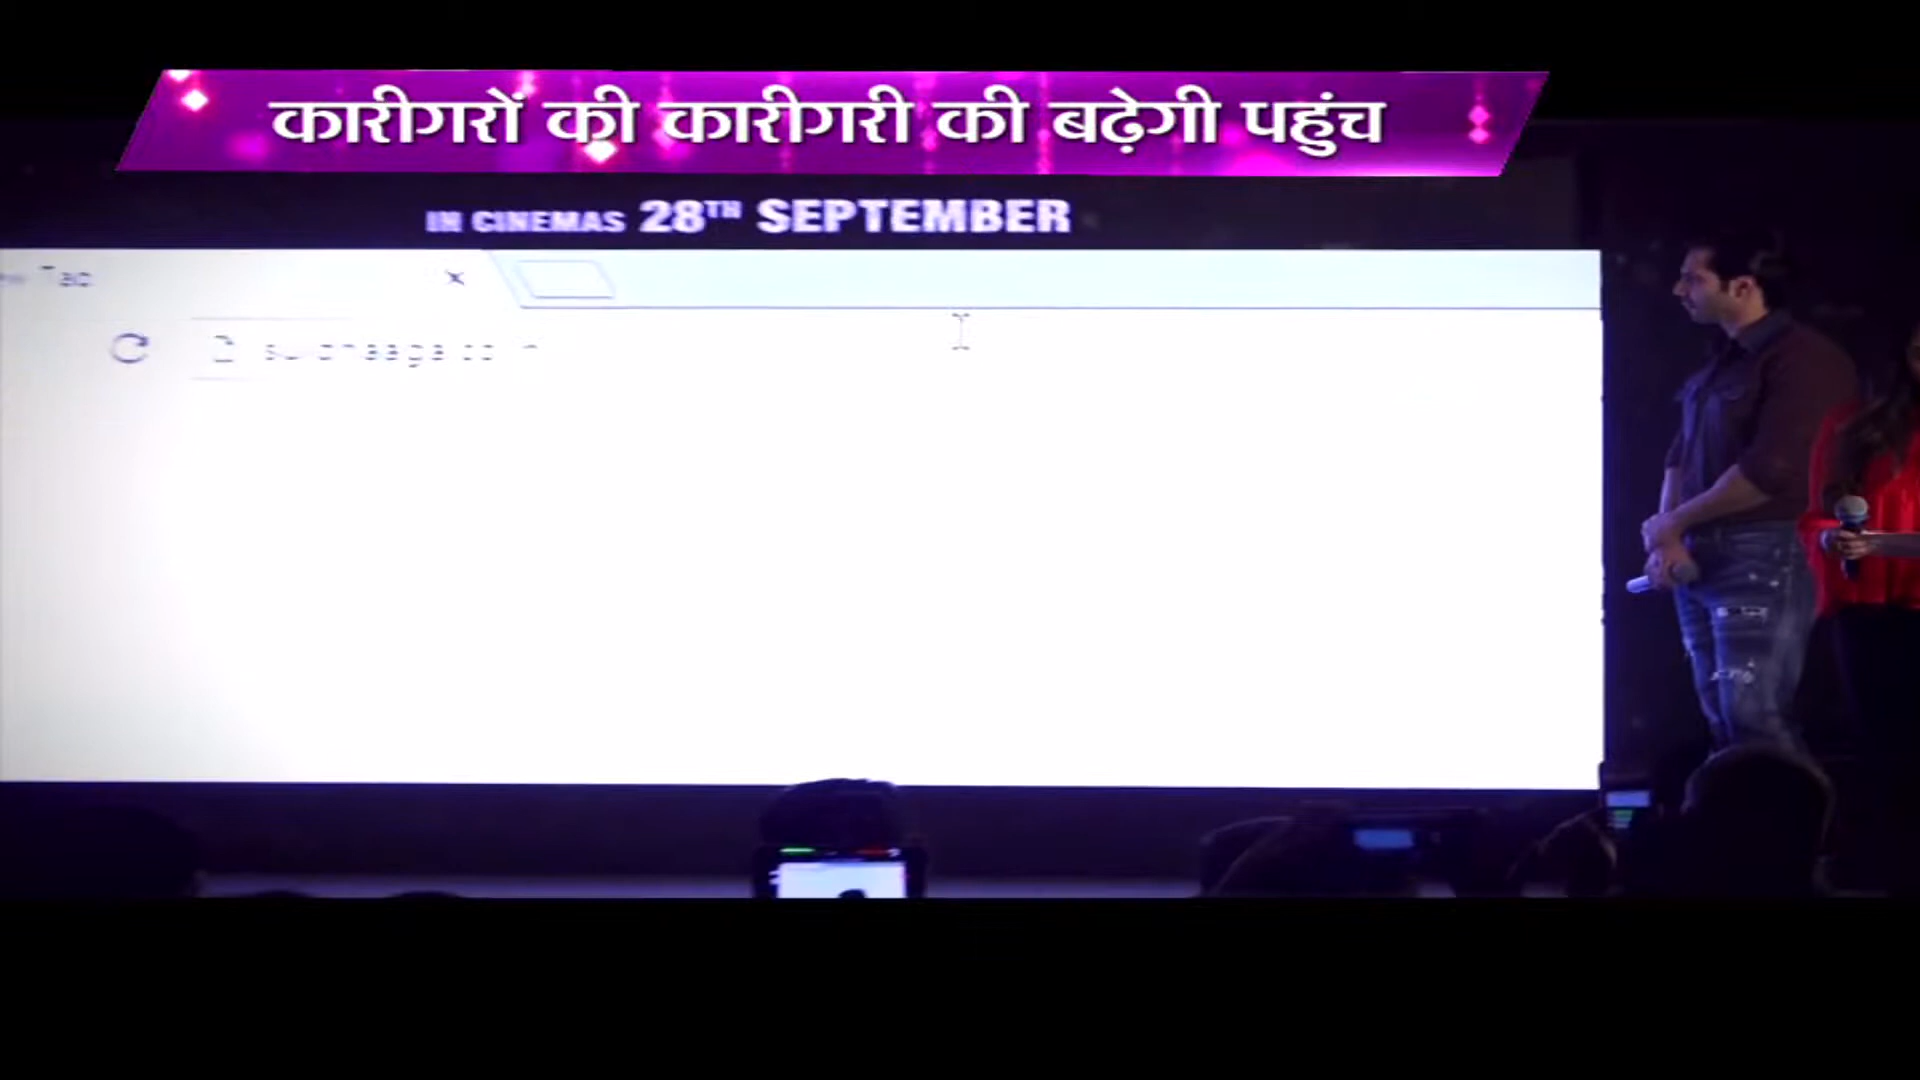 कारीगरों की कारीगरी की बढ़ेगी पहुंच
IN CINEMAS 28TH SEPTEMBER